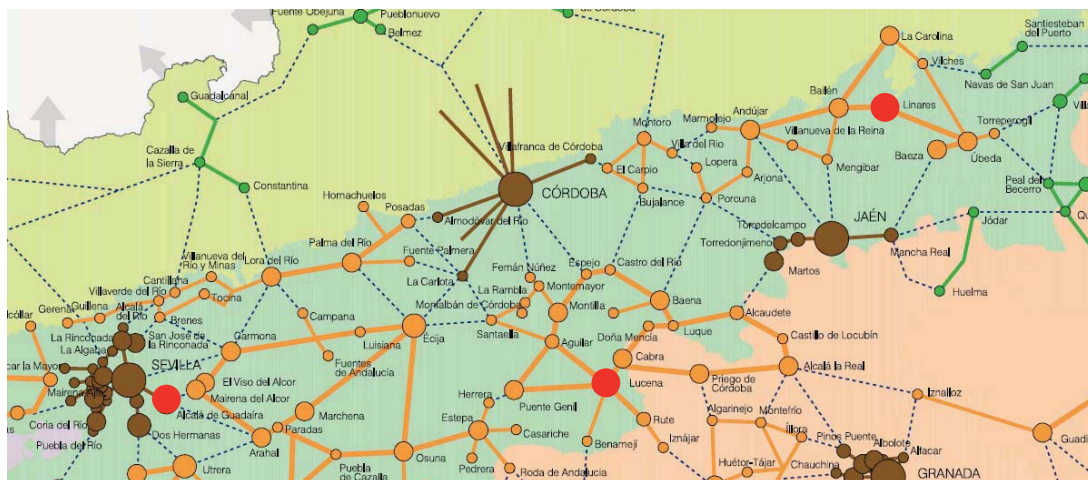 Fuente Obejuna
Pueblonuevo
Belmez
de Córdoba
La Carolina
Santiesteban
del Puerto
Vilches
Navas de San Juan
Guadalcanal
Bailén
Linares
Andújar
Marmolejo
Montoro
Villa del Río
Villanueva de la Reina
Torreperogil
Villafranca de Córdoba
Cazalla de
la Sierra
El Carpio
Lopera
Mengibar
Baeza
Úbeda
Constantina
Arjona
Peal del
Becerro
Hornachuelos
CÓRDOBA
Bujalance
Porcuna
Posadas
Almodóvar del Río
JAÉN
Jódar
Torredelcampo
Torredonjimeno
Palma del Río
Fuente Palmera
Mancha Real
Villanueva del
Río y Minas
Lora del Río
Fernán Núñez
Espejo
Castro del Río
Martos
Cantillana
La Carlota
La Rambla
Montemayor
Huelma
Villaverde del Río
Tocina
Montalbán de Córdoba
Montilla
Baena
Gerena
Guillena
Alcalá
del Río
Brenes
Campana
Alcaudete
La Rinconada
San José de
la Rinconada
Carmona
Luisiana
Écija
Santaella
Doña Mencía
Luque
Castillo de Locubín
La Algaba
Aguilar
SEVILLA
Fuentes
de Andalucía
Cabra
Alcalá la Real
El Viso del Alcor
Lucena
Priego de
Córdoba
Iznalloz
Mairena del Alcor
Herrera
Puente Genil
Alcalá de Guadaíra
Marchena
Estepa
Rute
Algarinejo
Montefrío
Coria del Río
Paradas
Casariche
Íllora
Puebla del Río
Dos Hermanas
Benamejí
Iznájar
Pinos Puente
Albolote
Arahal
Osuna
Alfacar
Utrera
Puebla
de Cazalla
Pedrera
Roda de Andalucia
Huétor-Tájar
Chauchina
GRANADA